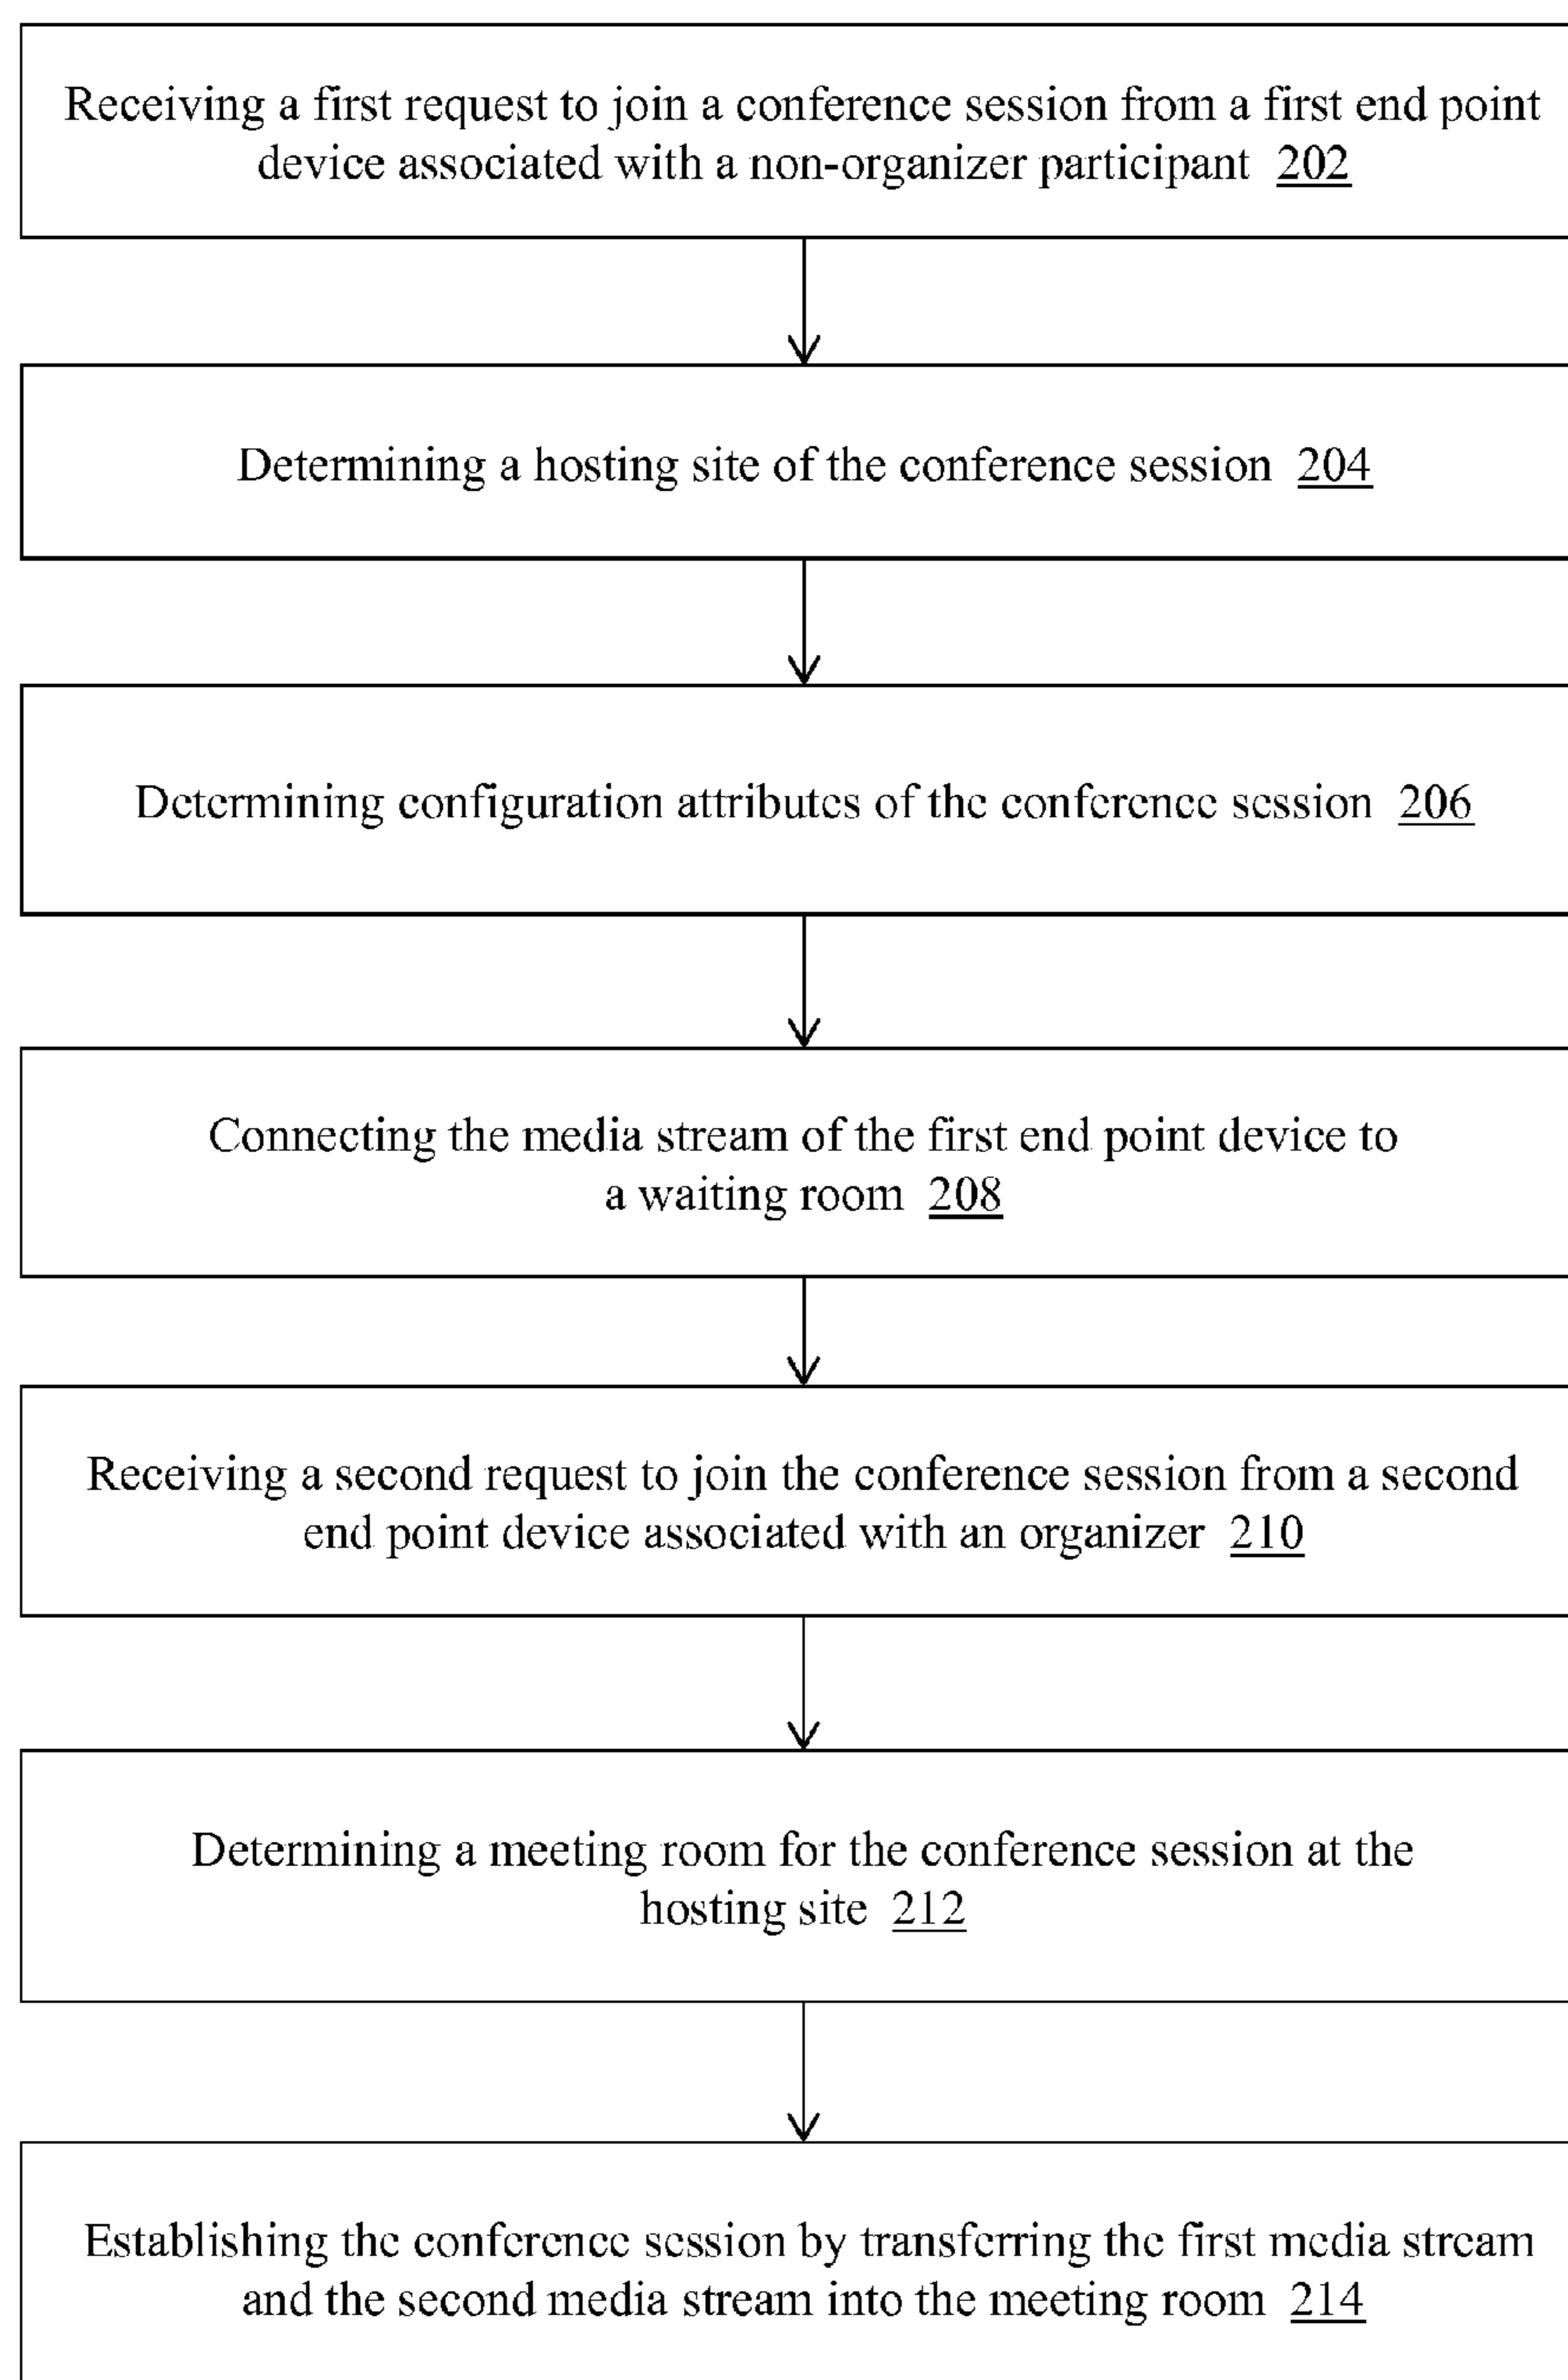 Receiving a first request to join a conference session from a first end point
device associated with a non-organizer participant 202
Determining a hosting site of the conference session 204
Determining configuration attributes of the conference session 206
Connecting the media stream of the first end point device to
a waiting room 208
Receiving a second request to join the conference session from a second
end point device associated with an organizer 210
Determining a meeting room for the conference session at the
hosting site 212
Establishing the conference session by transferring the first media stream
and the second media stream into the meeting room 214